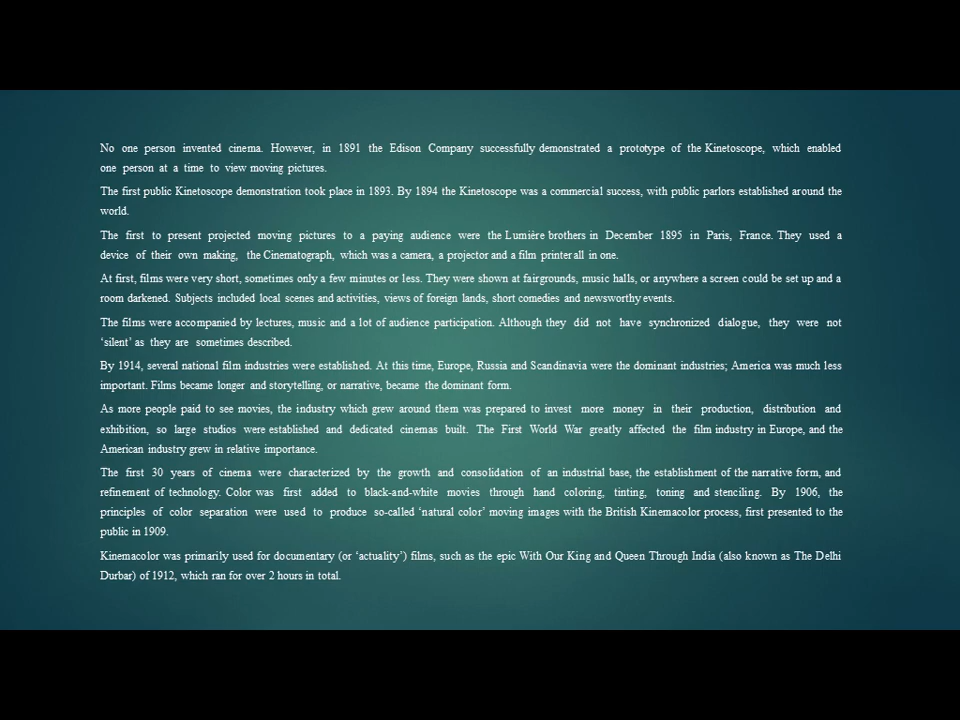 No one person invented cinema. However, in 1891 the Edison Company successfully demonstrated a prototype of the Kinetoscope, which enabled
one person at a time to view moving pictures.
The first public Kinetoscope demonstration took place in 1893. By 1894 the Kinetoscope was a commercial success, with public parlors established around the
world.
The first to present projected moving pictures to a paying audience were the Lumière brothers in December 1895 in Paris, France. They used a
device of their own making, the Cinematograph, which was a camera, a projector and a film printer all in one.
At first, films were very short, sometimes only a few minutes or less. They were shown at fairgrounds, music halls, or anywhere a screen could be set up and a
room darkened. Subjects included local scenes and activities, views of foreign lands, short comedies and newsworthy events.
The films were accompanied by lectures, music and a lot of audience participation. Although they did not have synchronized dialogue, they were not
‘silent’ as they are sometimes described.
By 1914, several national film industries were established. At this time, Europe, Russia and Scandinavia were the dominant industries; America was much less
important. Films became longer and storytelling, or narrative, became the dominant form.
As more people paid to see movies, the industry which grew around them was prepared to invest more money in their production, distribution and
exhibition, so large studios were established and dedicated cinemas built. The First World War greatly affected the film industry in Europe, and the
American industry grew in relative importance.
The first 30 years of cinema were characterized by the growth and consolidation of an industrial base, the establishment of the narrative form, and
refinement of technology. Color was first added to black-and-white movies through hand coloring, tinting, toning and stenciling. By 1906, the
principles of color separation were used to produce so-called ‘natural color’ moving images with the British Kinemacolor process, first presented to the
public in 1909.
Kinemacolor was primarily used for documentary (or ‘actuality’) films, such as the epic With Our King and Queen Through India (also known as The Delhi
Durbar) of 1912, which ran for over 2 hours in total.